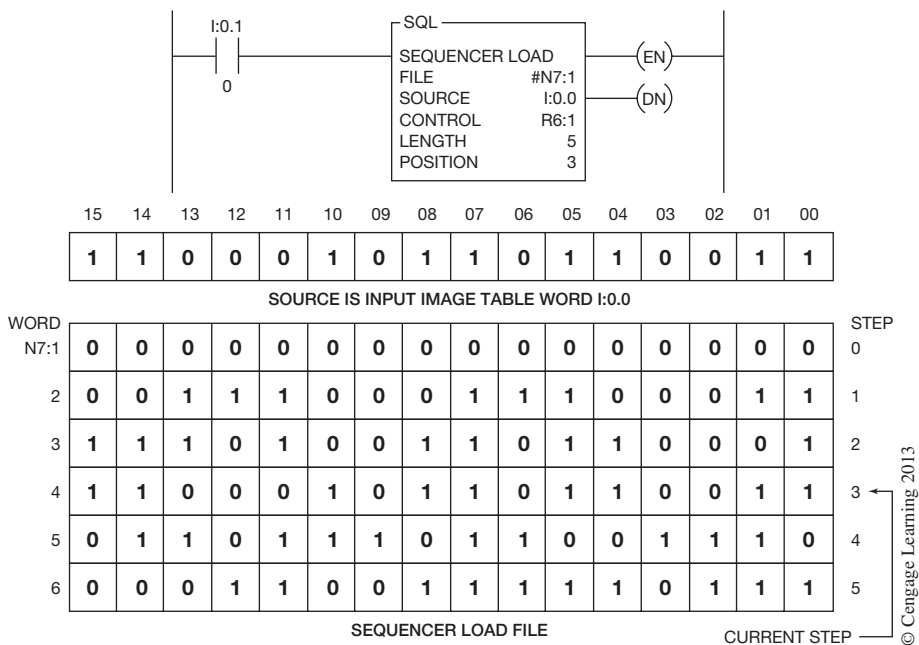 I:0.1
0
SQL
SEQUENCER LOAD
FILE #N7:1
SOURCE I:0.0
CONTROL R6:1
LENGTH 5
POSITION 3
EN
DN
15 14 13 12 11 10 09 08 07 06 05 04 03 02 01 00
1 1 0 0 0 1 0 1 1 0 1 1 0 0 1 1
SOURCE IS INPUT IMAGE TABLE WORD I:0.0
WORD STEP
N7:1 0 0 0 0 0 0 0 0 0 0 0 0 0 0 0 0 0
2 0 0 1 1 1 0 0 0 1 1 1 0 0 0 1 1 1
3 1 1 1 0 1 0 0 1 1 0 1 1 0 0 0 1 2
4 1 1 0 0 0 1 0 1 1 0 1 1 0 0 1 1 3
5 0 1 1 0 1 1 1 0 1 1 0 0 1 1 1 0 4
6 0 0 0 1 1 0 0 1 1 1 1 1 0 1 1 1 5
SEQUENCER LOAD FILE
CURRENT STEP
© Cengage Learning 2013